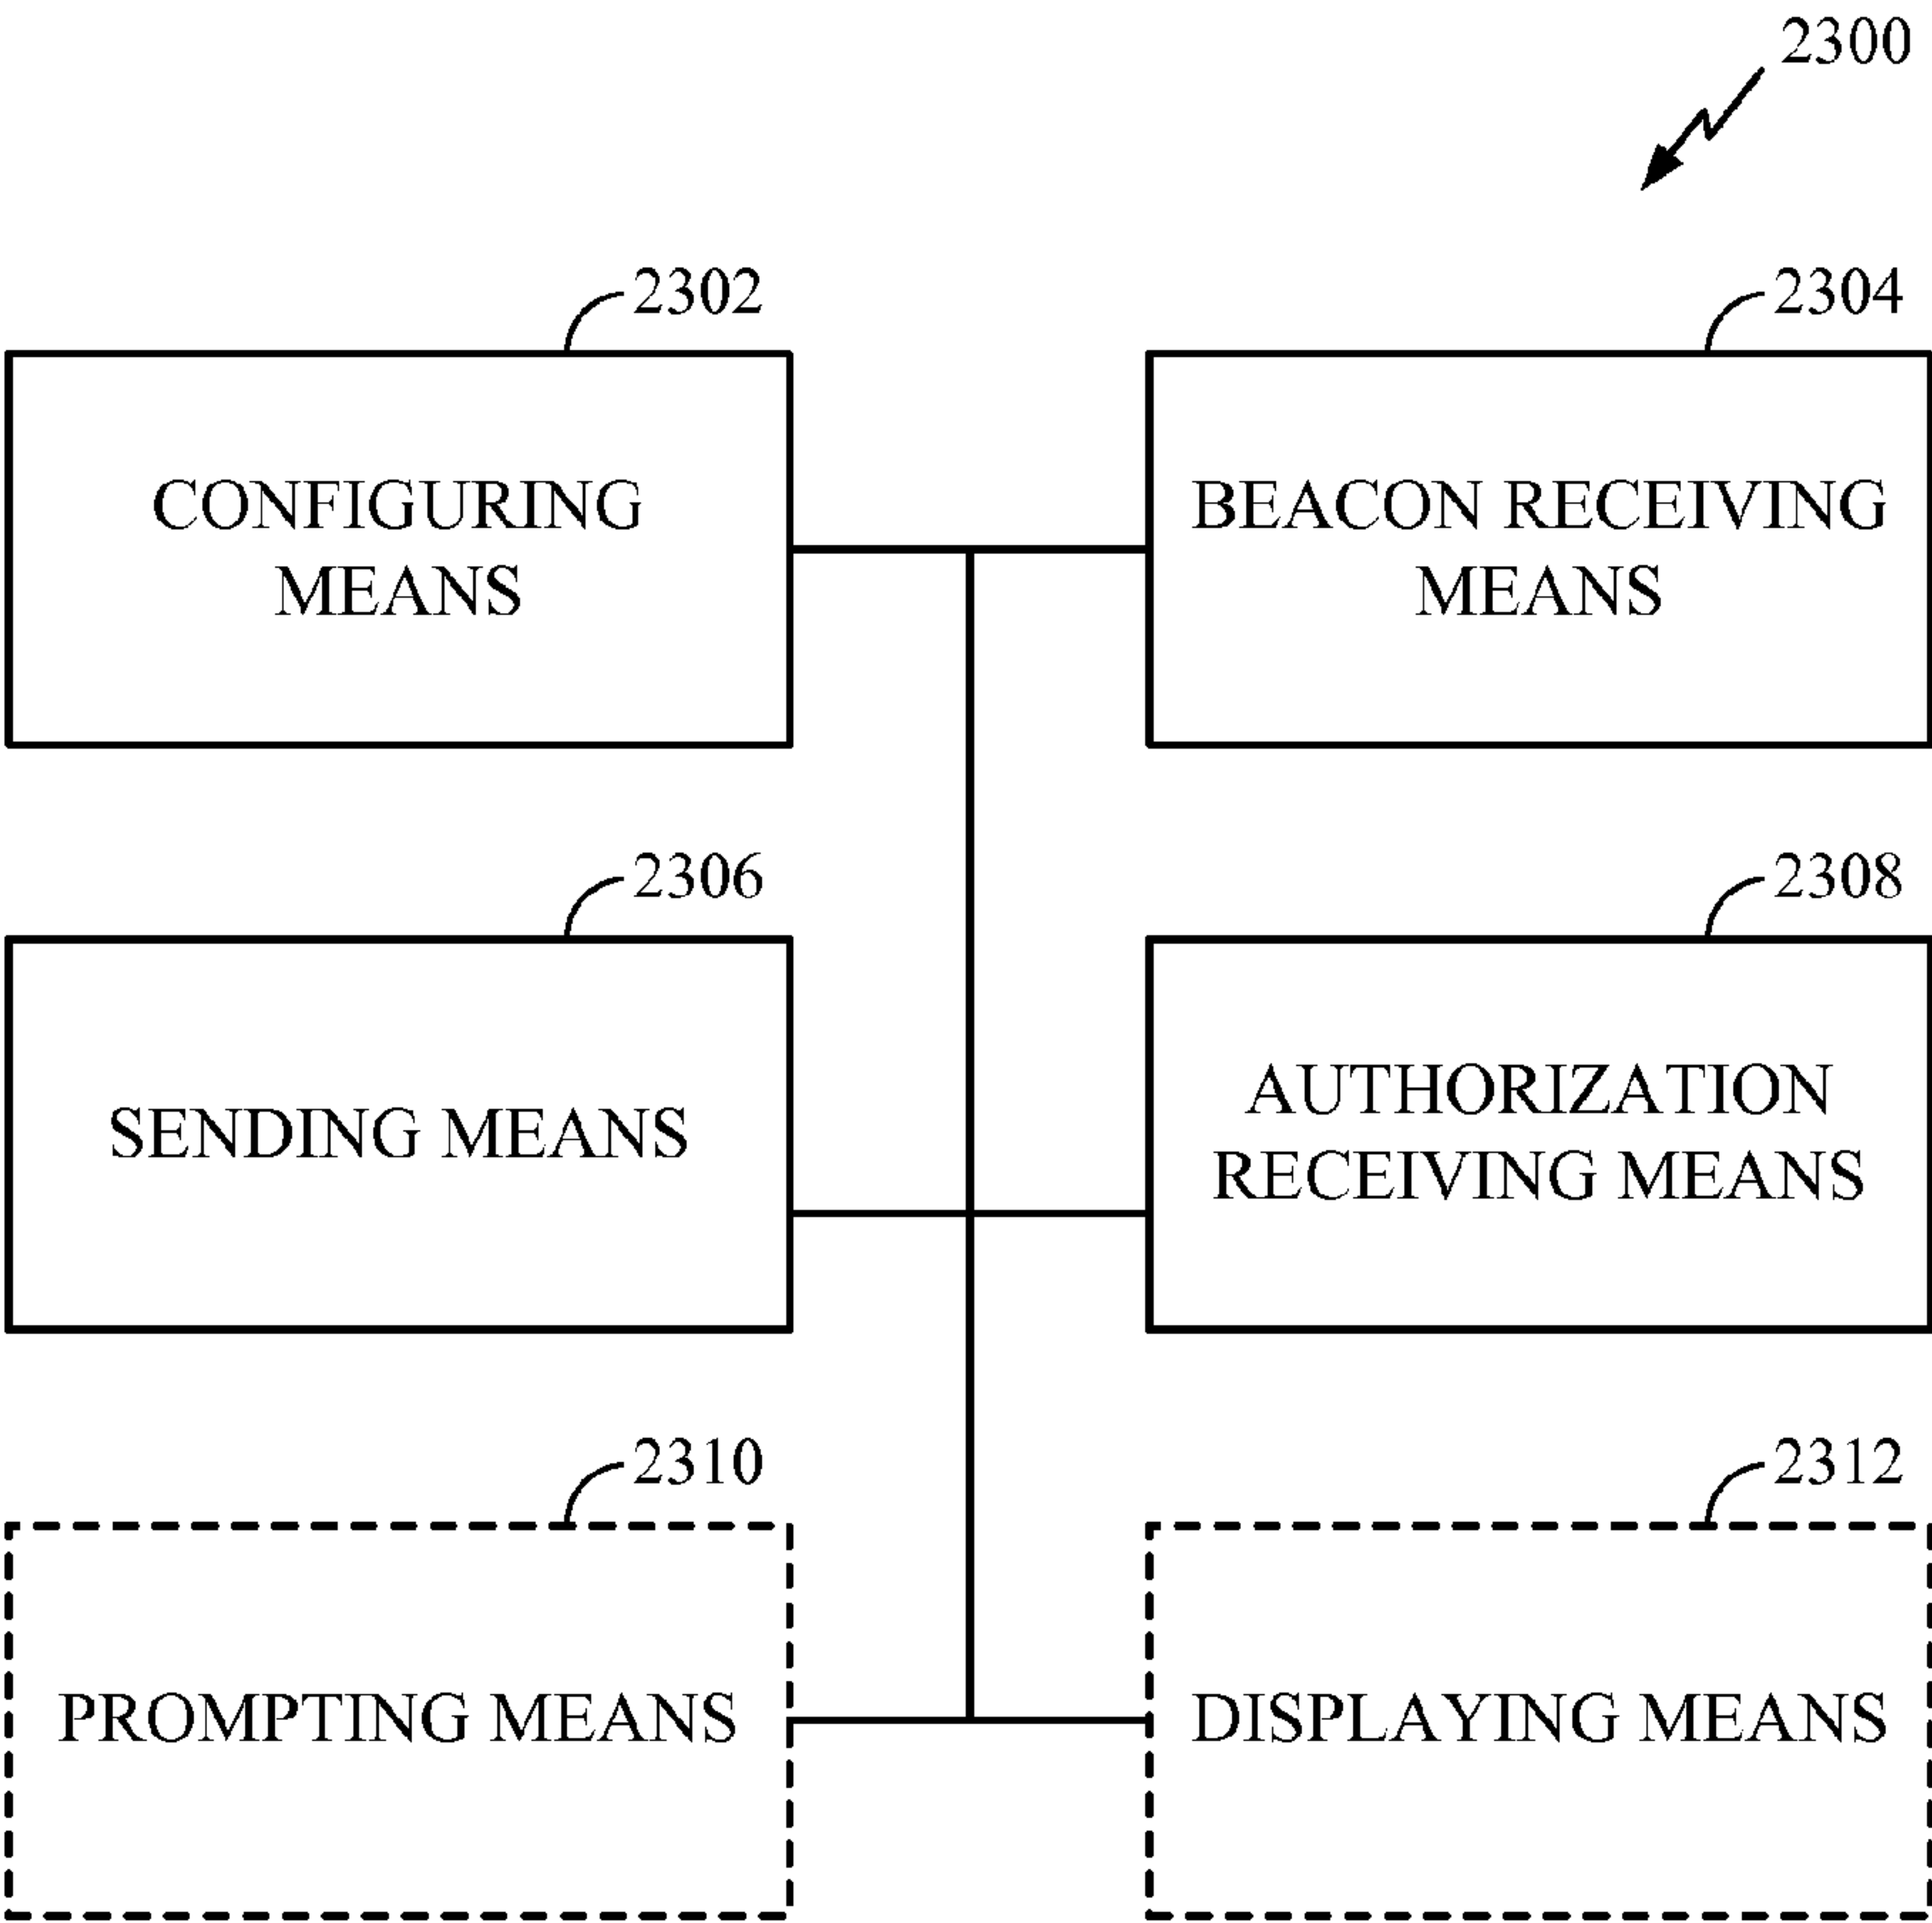 2300
2302
2304
CONFIGURING
MEANS
BEACON RECEIVING
MEANS
2306
2308
SENDING MEANS
AUTHORIZATION
RECEIVING MEANS
2310
2312
PROMPTING MEANS
DISPLAYING MEANS